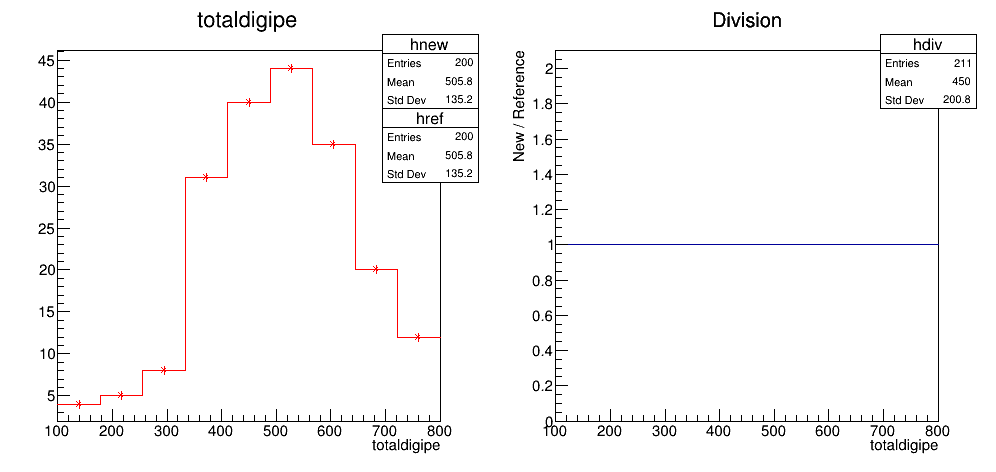 totaldigipe
hnew
Entries 200
Mean 505.8
Std Dev 135.2
href
Entries 200
Mean 505.8
Std Dev 135.2
45
40
35
30
25
20
15
10
5
100 200 300 400 500 600 700 800
totaldigipe
Division
hdiv
Entries 211
Mean 450
Std Dev 200.8
New / Reference
2
1.8
1.6
1.4
1.2
1
0.8
0.6
0.4
0.2
0
100 200 300 400 500 600 700 800
totaldigipe